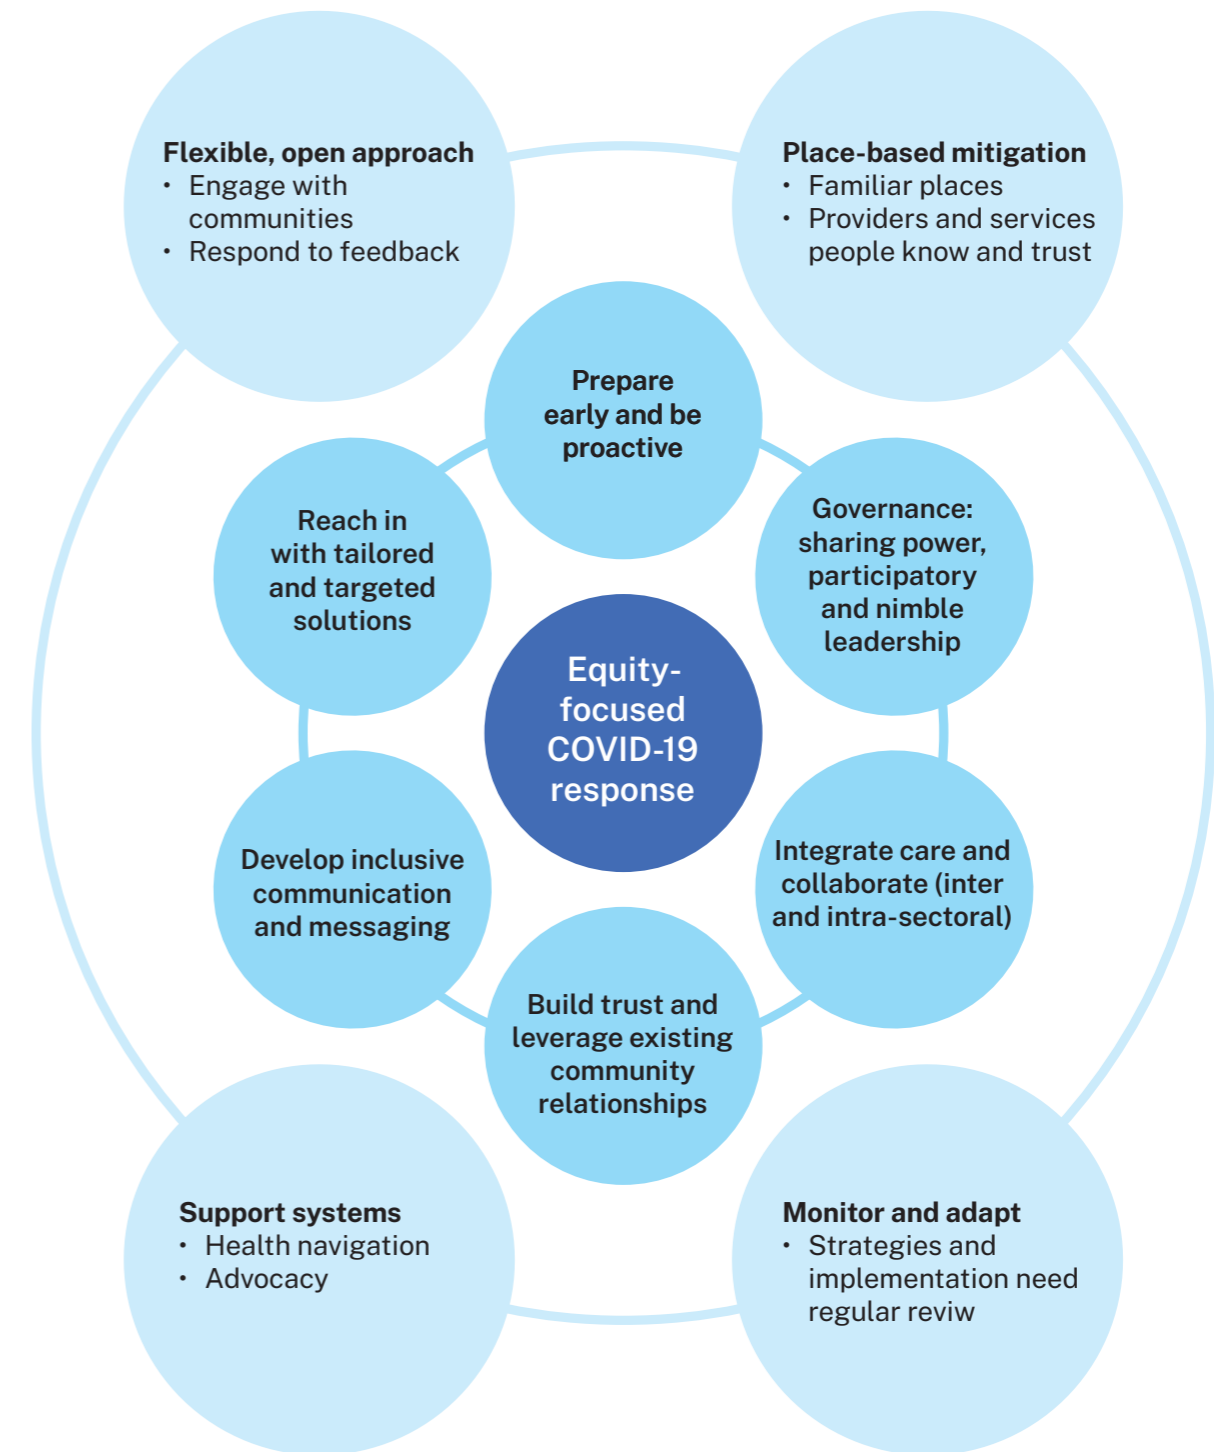 Flexible, open approach
• Engage with
communities
• Respond to feedback
Place-based mitigation
• Familiar places
• Providers and services
people know and trust
Prepare
early and be
proactive
Reach in
with tailored
and targeted
solutions
Governance:
sharing power,
participatory
and nimble
leadership
Equity-
focused
COVID-19
response
Develop inclusive
communication
and messaging
Integrate care and
collaborate (inter
and intra-sectoral)
Build trust and
leverage existing
community
relationships
Support systems
• Health navigation
• Advocacy
Monitor and adapt
• Strategies and
implementation need
regular reviw